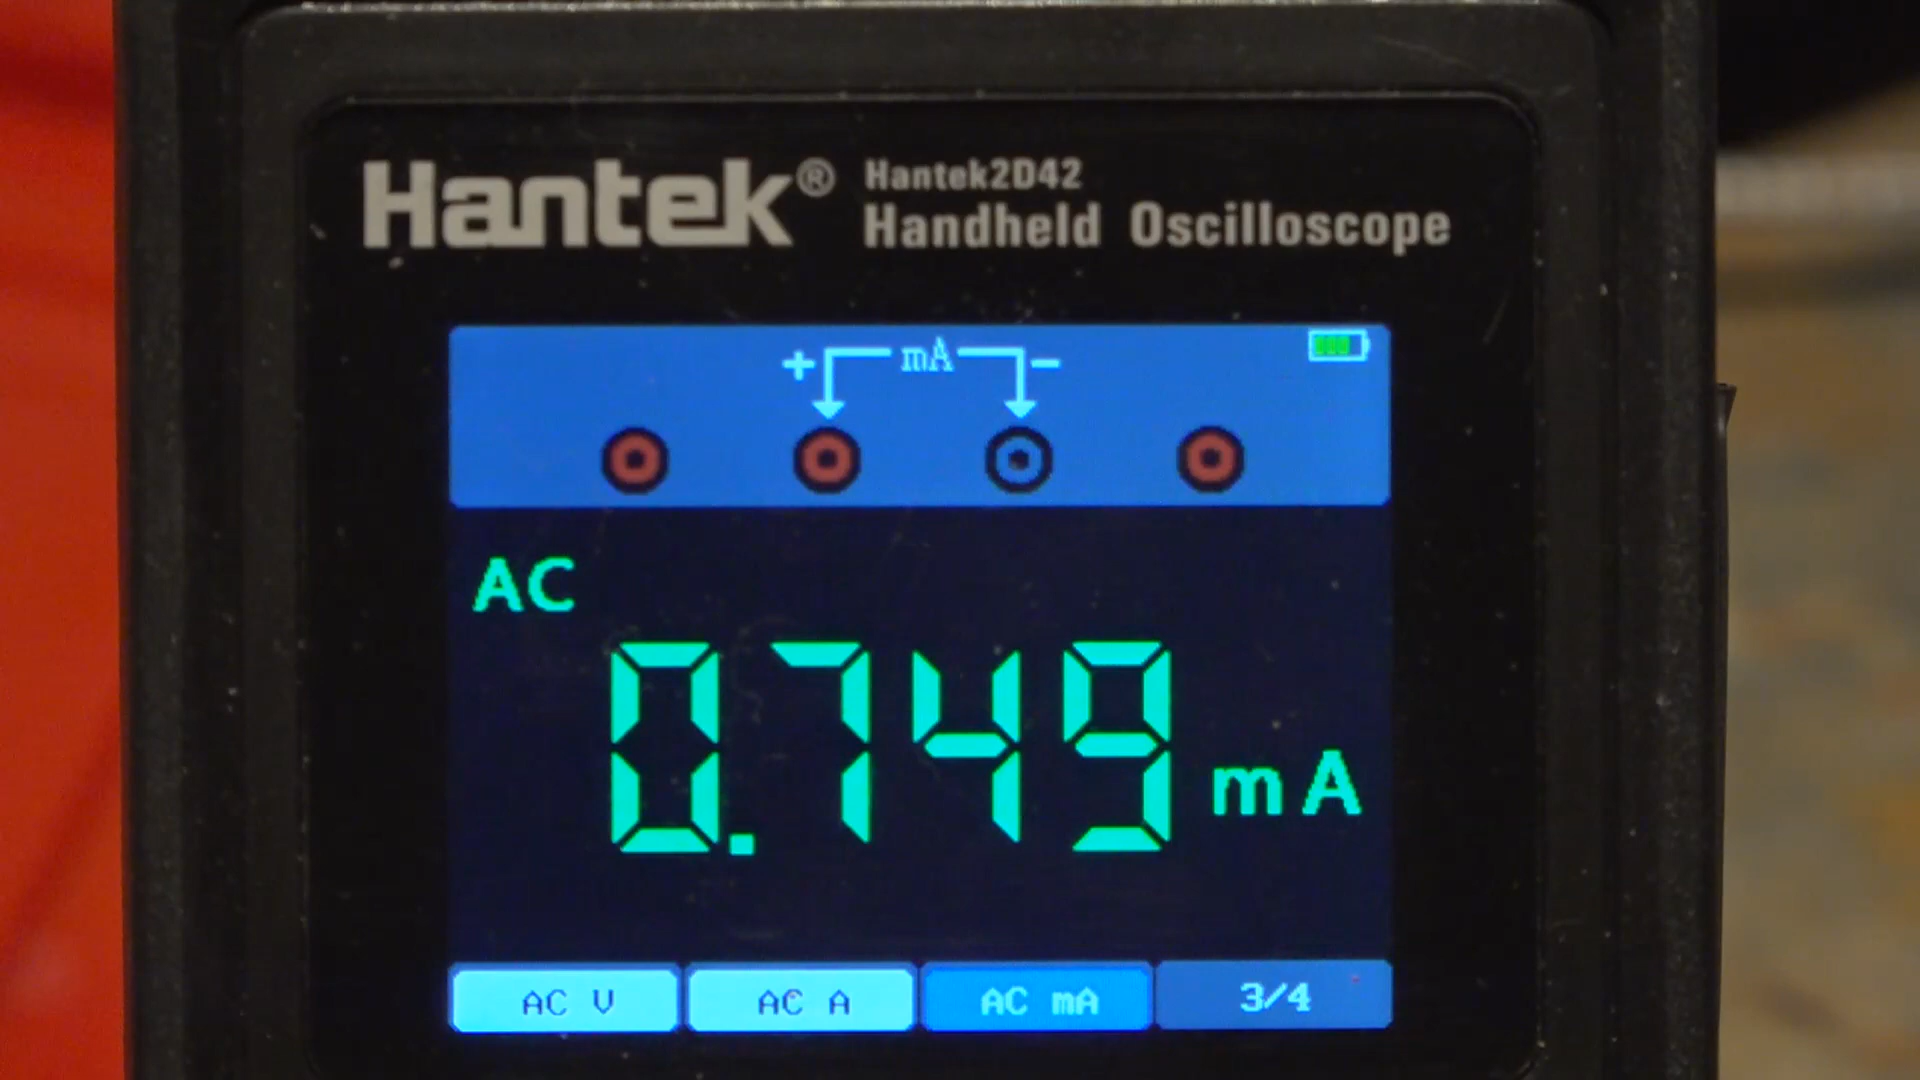 Hantek®
Hantek2D42
Handheld Oscilloscope
+ mA −
AC
0.749 mA
AC V
AC A
AC mA
3/4